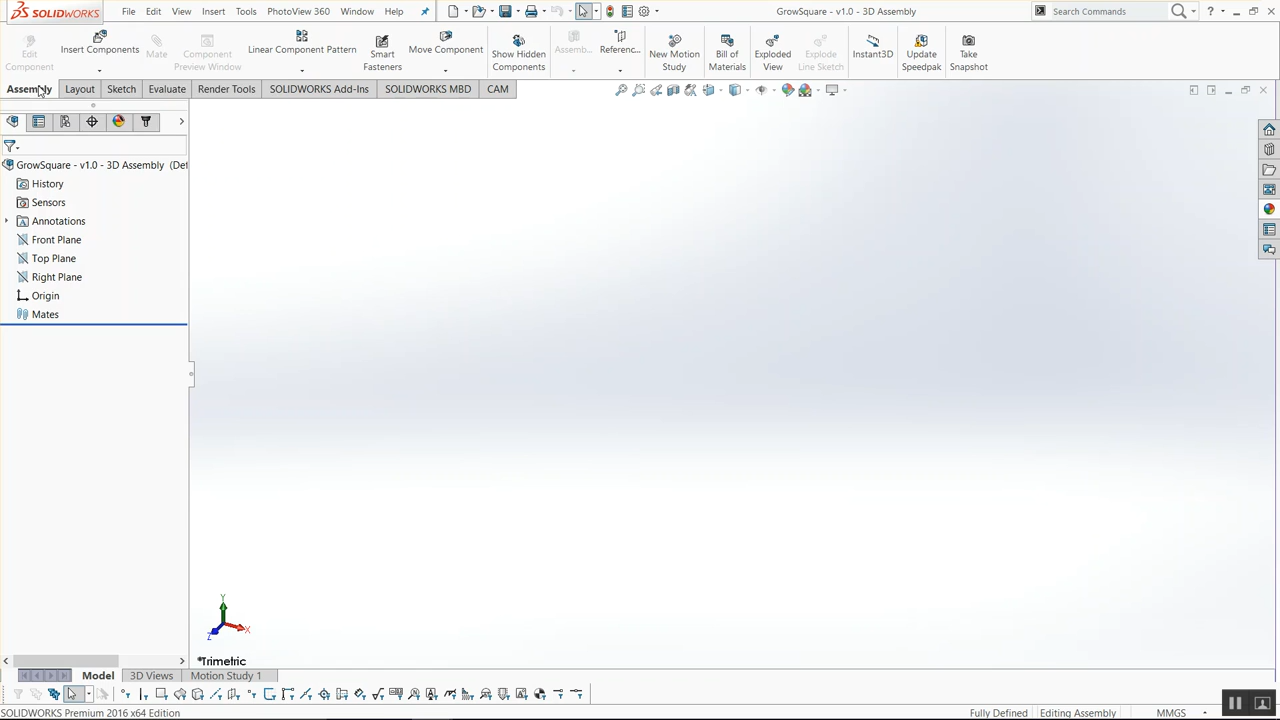 SOLIDWORKS File Edit View Insert Tools PhotoView 360 Window Help GrowSquare - v1.0 - 3D Assembly Search Commands
Edit Component
Insert Components
Mate
Component Preview Window
Linear Component Pattern
Smart Fasteners
Move Component
Show Hidden Components
Assemb...
Referenc...
New Motion Study
Bill of Materials
Exploded View
Explode Line Sketch
Instant3D
Update Speedpak
Take Snapshot
Assembly Layout Sketch Evaluate Render Tools SOLIDWORKS Add-Ins SOLIDWORKS MBD CAM
GrowSquare - v1.0 - 3D Assembly (Def
History
Sensors
Annotations
Front Plane
Top Plane
Right Plane
Origin
Mates
Y
X
Z
*Trimetric
Model 3D Views Motion Study 1
SOLIDWORKS Premium 2016 x64 Edition Fully Defined Editing Assembly MMGS